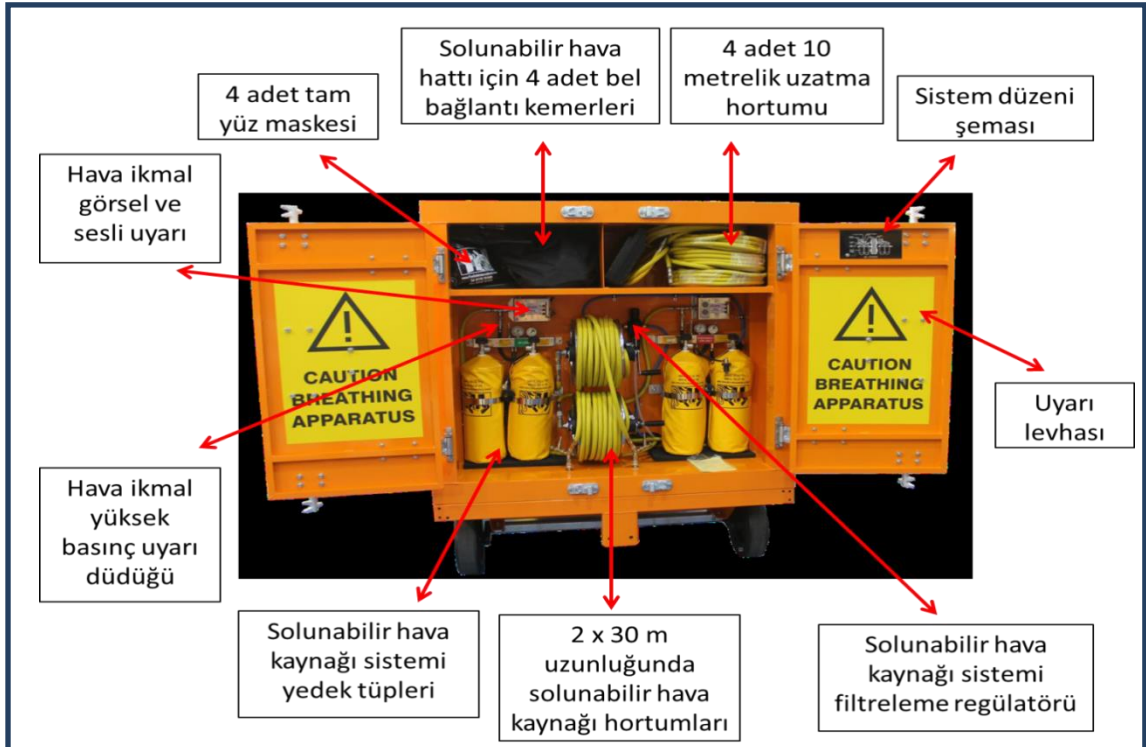 Solunabilir hava
hattı için 4 adet bel
bağlantı kemerleri
4 adet 10
metrelik uzatma
hortumu
4 adet tam
yüz maskesi
Sistem düzeni
şeması
Hava ikmal
görsel ve
sesli uyarı
CAUTION
BREATHING
APPARATUS
CAUTION
BREATHING
APPARATUS
Uyarı
levhası
Hava ikmal
yüksek
basınç uyarı
düdüğü
Solunabilir hava
kaynağı sistemi
yedek tüpleri
2 x 30 m
uzunluğunda
solunabilir hava
kaynağı hortumları
Solunabilir hava
kaynağı sistemi
filtreleme regülatörü